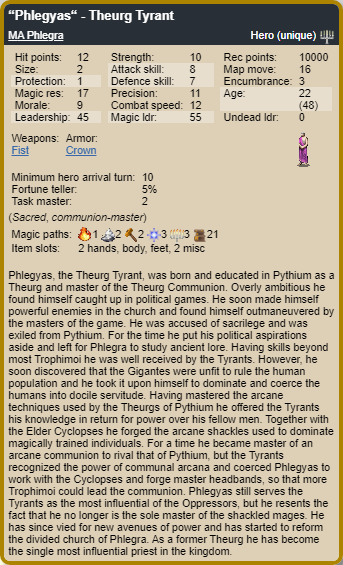 "Phlegyas“ - Theurg Tyrant
MA Phlegra Hero (unique)
Hit points: 12 Strength: 10 Rec points: 10000
Size: 2 Attack skill: 8 Map move: 16
Protection: 1 Defence skill: 7 Encumbrance: 3
Magic res: 17 Precision: 11 Age: 22
Morale: 9 Combat speed: 12 (48)
Leadership: 45 Magic ldr: 55 Undead ldr: 0
Weapons: Armor:
Fist Crown
Minimum hero arrival turn: 10
Fortune teller: 5%
Task master: 2
(Sacred, communion-master)
Magic paths: 1 2 2 3 3 21
Item slots: 2 hands, body, feet, 2 misc
Phlegyas, the Theurg Tyrant, was born and educated in Pythium as a
Theurg and master of the Theurg Communion. Overly ambitious he
found himself caught up in political games. He soon made himself
powerful enemies in the church and found himself outmaneuvered by
the masters of the game. He was accused of sacrilege and was
exiled from Pythium. For the time he put his political aspirations
aside and left for Phlegra to study ancient lore. Having skills beyond
most Trophimoi he was well received by the Tyrants. However, he
soon discovered that the Gigantes were unfit to rule the human
population and he took it upon himself to dominate and coerce the
humans into docile servitude. Having mastered the arcane
techniques used by the Theurgs of Pythium he offered the Tyrants
his knowledge in return for power over his fellow men. Together with
the Elder Cyclopses he forged the arcane shackles used to dominate
magically trained individuals. For a time he became master of an
arcane communion to rival that of Pythium, but the Tyrants
recognized the power of communal arcana and coerced Phlegyas to
work with the Cyclopses and forge master headbands, so that more
Trophimoi could lead the communion. Phlegyas still serves the
Tyrants as the most influential of the Oppressors, but he resents the
fact that he no longer is the sole master of the shackled mages. He
has since vied for new avenues of power and has started to reform
the divided church of Phlegra. As a former Theurg he has become
the single most influential priest in the kingdom.